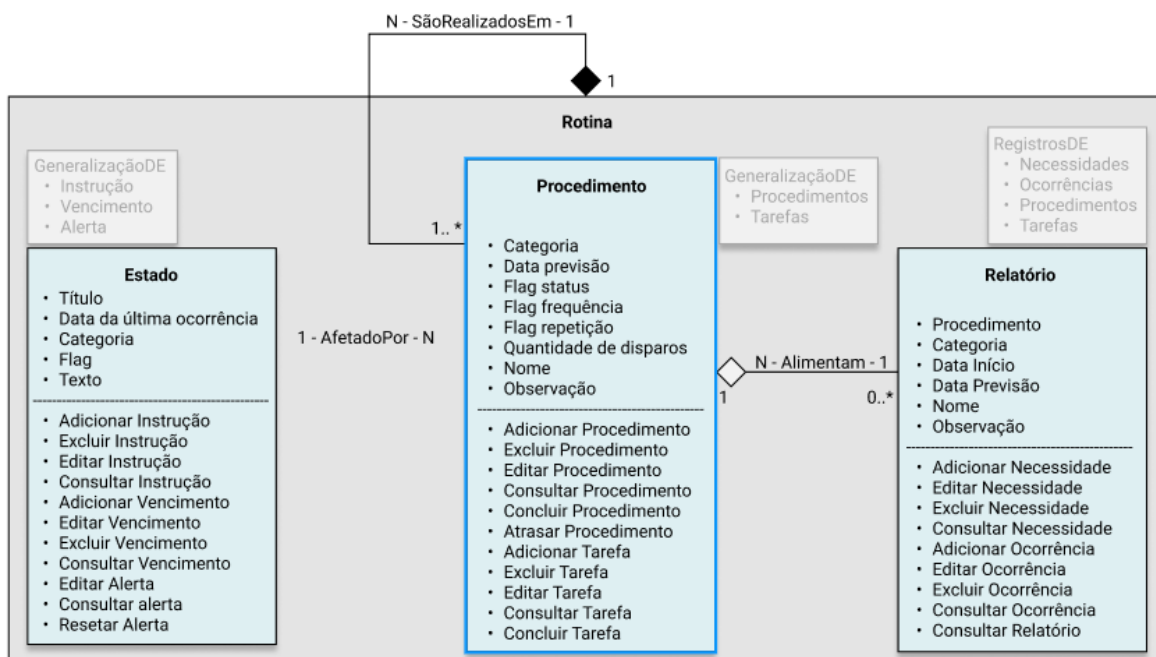 N - SãoRealizadosEm - 1
1
Rotina
GeneralizaçãoDE
• Instrução
• Vencimento
• Alerta
Estado
• Título
• Data da última ocorrência
• Categoria
• Flag
• Texto
• Adicionar Instrução
• Excluir Instrução
• Editar Instrução
• Consultar Instrução
• Adicionar Vencimento
• Editar Vencimento
• Excluir Vencimento
• Consultar Vencimento
• Editar Alerta
• Consultar alerta
• Resetar Alerta
1 - AfetadoPor - N
1.. *
Procedimento
• Categoria
• Data previsão
• Flag status
• Flag frequência
• Flag repetição
• Quantidade de disparos
• Nome
• Observação
• Adicionar Procedimento
• Excluir Procedimento
• Editar Procedimento
• Consultar Procedimento
• Concluir Procedimento
• Atrasar Procedimento
• Adicionar Tarefa
• Excluir Tarefa
• Editar Tarefa
• Consultar Tarefa
• Concluir Tarefa
GeneralizaçãoDE
• Procedimentos
• Tarefas
N - Alimentam - 1
1
0..*
RegistrosDE
• Necessidades
• Ocorrências
• Procedimentos
• Tarefas
Relatório
• Procedimento
• Categoria
• Data Início
• Data Previsão
• Nome
• Observação
• Adicionar Necessidade
• Editar Necessidade
• Excluir Necessidade
• Consultar Necessidade
• Adicionar Ocorrência
• Editar Ocorrência
• Excluir Ocorrência
• Consultar Ocorrência
• Consultar Relatório